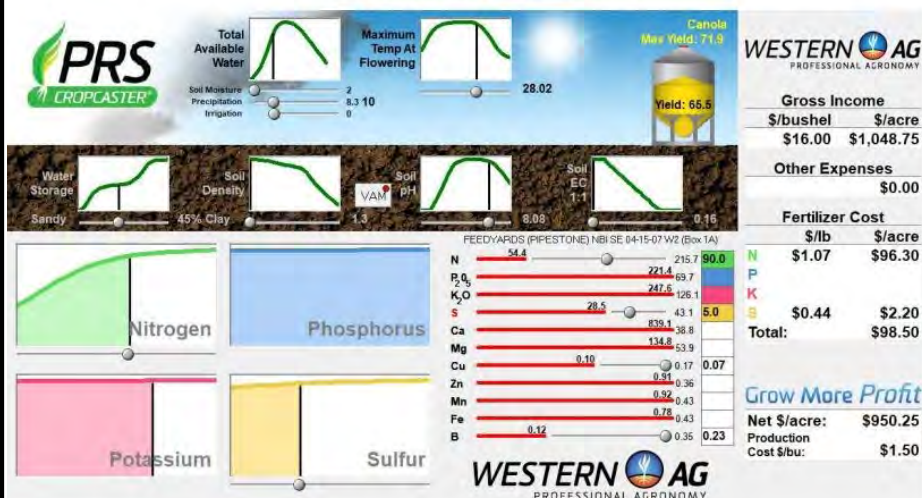 PRS
CROPCASTER®
Total
Available
Water
Soil Moisture 2
Precipitation 8.3 10
Irrigation 0
Maximum
Temp At
Flowering
28.02
Canola
Max Yield: 71.9
Yield: 65.5
WESTERN AG
PROFESSIONAL AGRONOMY
Gross Income
$/bushel $/acre
$16.00 $1,048.75
Other Expenses
$0.00
Water
Storage
Sandy 45% Clay
Soil
Density
1.3
VAM
Soil
pH
8.08
Soil
EC
1:1
0.16
Fertilizer Cost
$/lb $/acre
N $1.07 $96.30
P
K
S $0.44 $2.20
Total: $98.50
Nitrogen
Phosphorus
Potassium
Sulfur
FEEDYARDS (PIPESTONE) NBI SE 04-15-07 W2 (Box 1A)
N 54.4 215.7 90.0
P2O5 221.4 69.7
K2O 247.6 126.1
S 28.5 43.1 5.0
Ca 839.1 38.8
Mg 134.8 53.9
Cu 0.10 0.17 0.07
Zn 0.91 0.36
Mn 0.92 0.43
Fe 0.78 0.43
B 0.12 0.35 0.23
WESTERN AG
PROFESSIONAL AGRONOMY
Grow More Profit
Net $/acre: $950.25
Production
Cost $/bu: $1.50